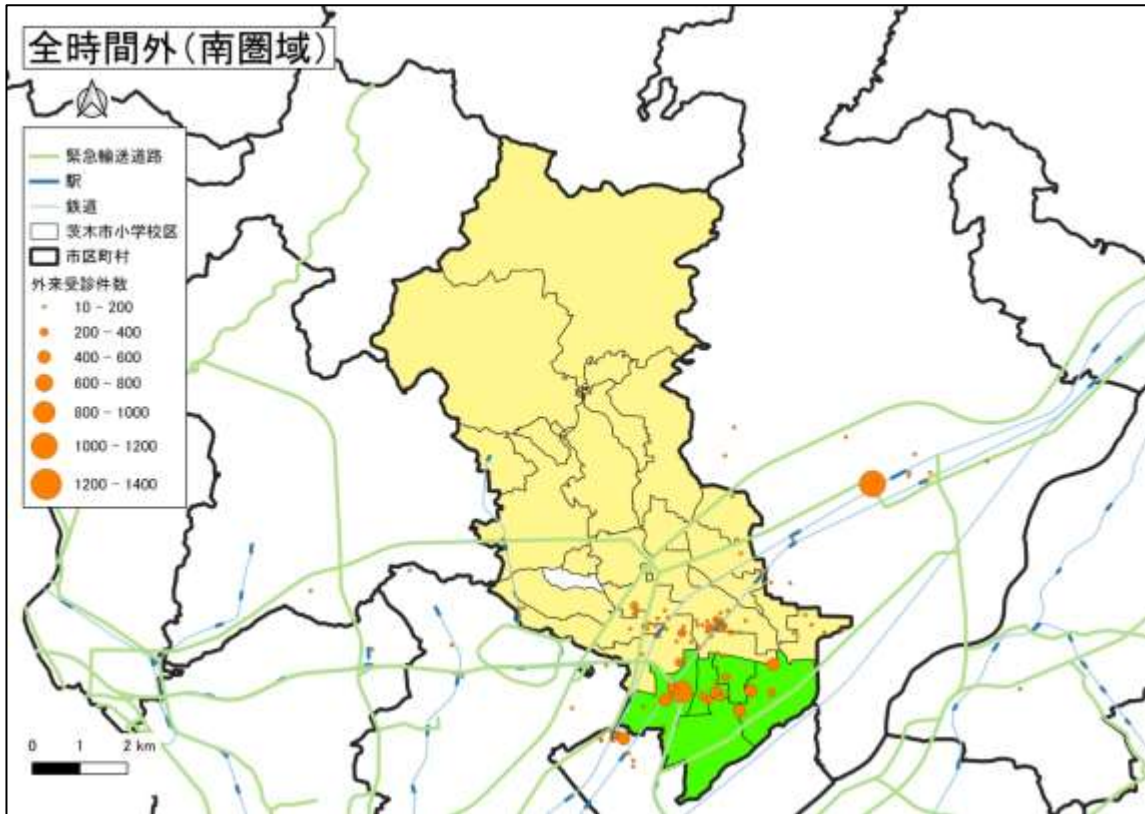 全時間外(南圏域)
緊急輸送道路
駅
鉄道
茨木市小学校区
市区町村
外来受診件数
10 - 200
200 - 400
400 - 600
600 - 800
800 - 1000
1000 - 1200
1200 - 1400
0 1 2 km